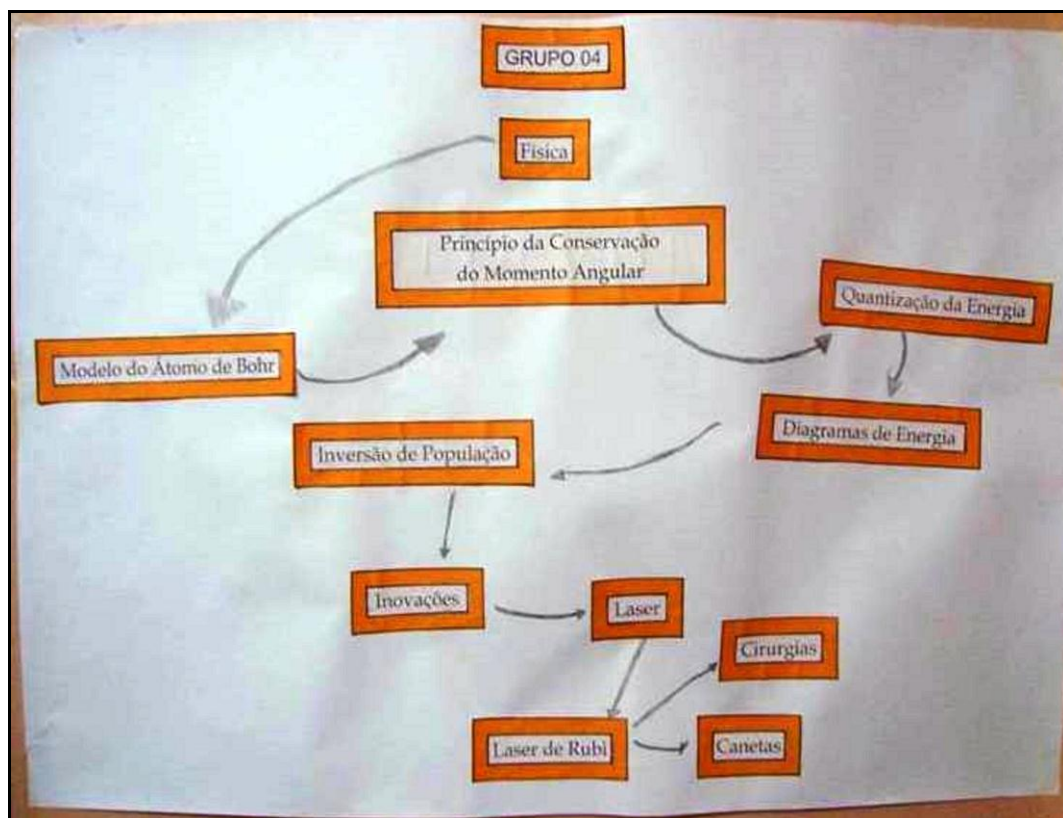 GRUPO 04
Física
Princípio da Conservação
do Momento Angular
Quantização da Energia
Modelo do Átomo de Bohr
Diagramas de Energia
Inversão de População
Inovações
Laser
Cirurgias
Laser de Rubi
Canetas